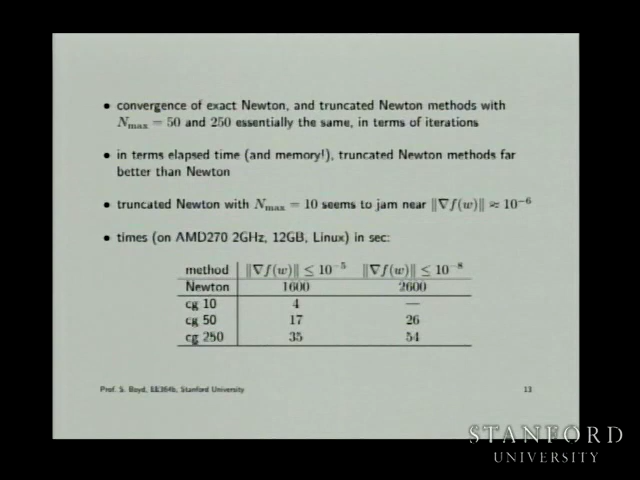 • convergence of exact Newton, and truncated Newton methods with
Nmax = 50 and 250 essentially the same, in terms of iterations
• in terms elapsed time (and memory!), truncated Newton methods far
better than Newton
• truncated Newton with Nmax = 10 seems to jam near ‖∇f(w)‖ ≈ 10⁻⁶
• times (on AMD270 2GHz, 12GB, Linux) in sec:
method ‖∇f(w)‖ ≤ 10⁻⁵ ‖∇f(w)‖ ≤ 10⁻⁸
Newton 1600 2600
cg 10 4 —
cg 50 17 26
cg 250 35 54
Prof. S. Boyd, EE364b, Stanford University 13
STANFORD
UNIVERSITY